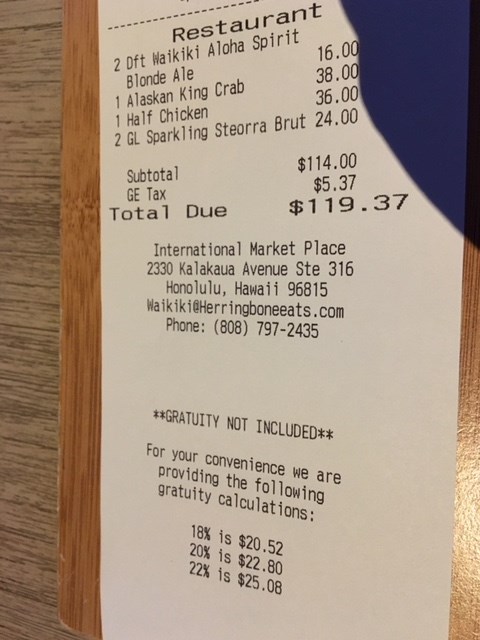 Restaurant
2 Dft Waikiki Aloha Spirit
Blonde Ale 16.00
1 Alaskan King Crab 38.00
1 Half Chicken 36.00
2 GL Sparkling Steorra Brut 24.00
Subtotal $114.00
GE Tax $5.37
Total Due $119.37
International Market Place
2330 Kalakaua Avenue Ste 316
Honolulu, Hawaii 96815
Waikiki@Herringboneeats.com
Phone: (808) 797-2435
**GRATUITY NOT INCLUDED**
For your convenience we are
providing the following
gratuity calculations:
18% is $20.52
20% is $22.80
22% is $25.08